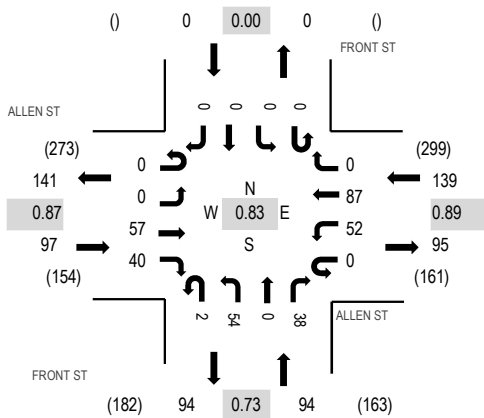 () 0 0.00 0 ()
FRONT ST
0 0 0 0
ALLEN ST
(273) 0 0 (299)
141 139
0 N 87
0.87 W 0.83 E 0.89
57 S 52
97 95
40 0
(154) (161)
2 54 0 38
ALLEN ST
FRONT ST
(182) 94 0.73 94 (163)